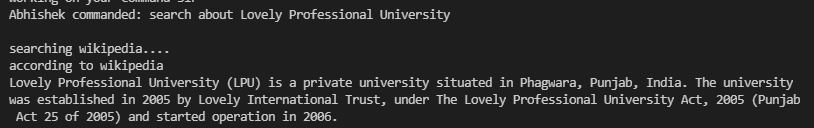 working on your command sir
Abhishek commanded: search about Lovely Professional University
searching wikipedia....
according to wikipedia
Lovely Professional University (LPU) is a private university situated in Phagwara, Punjab, India. The university
was established in 2005 by Lovely International Trust, under The Lovely Professional University Act, 2005 (Punjab
Act 25 of 2005) and started operation in 2006.